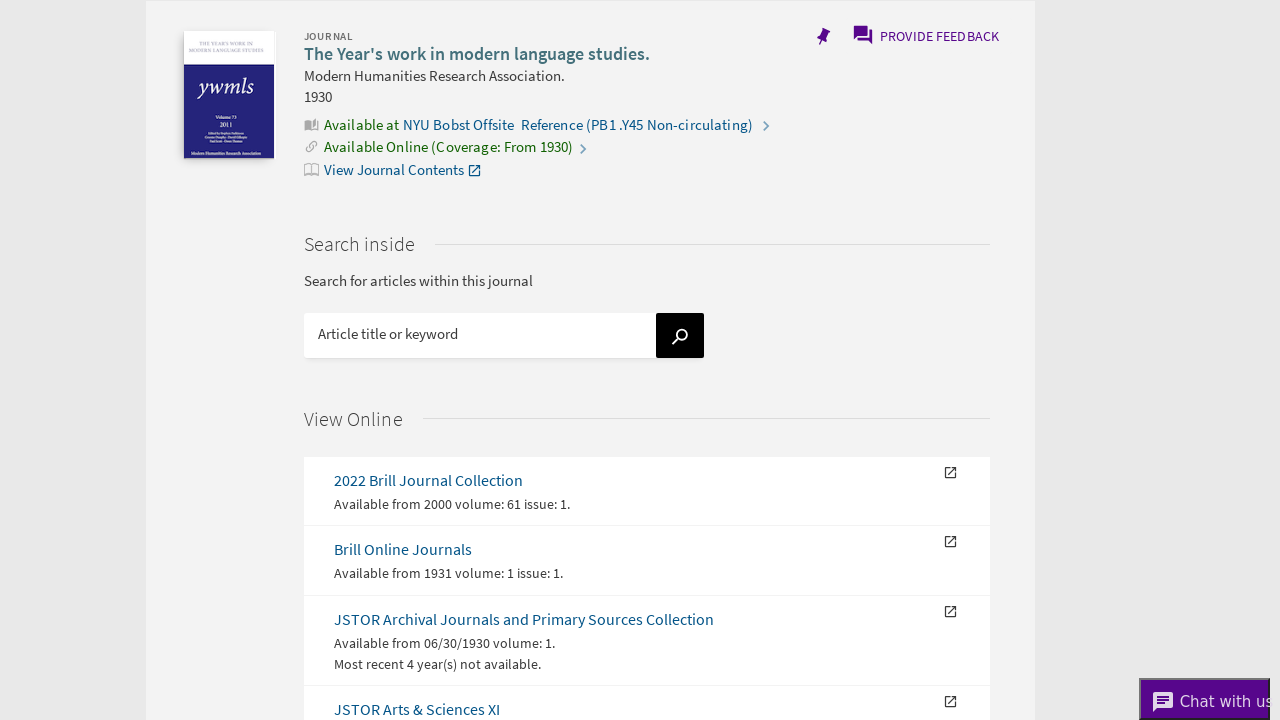 THE YEAR'S WORK IN
MODERN LANGUAGE STUDIES
ywmls
Volume 73
2011
Modern Humanities Research Association
JOURNAL
The Year's work in modern language studies.
Modern Humanities Research Association.
1930
Available at NYU Bobst Offsite Reference (PB1 .Y45 Non-circulating)
Available Online (Coverage: From 1930)
View Journal Contents
PROVIDE FEEDBACK
Search inside
Search for articles within this journal
Article title or keyword
View Online
2022 Brill Journal Collection
Available from 2000 volume: 61 issue: 1.
Brill Online Journals
Available from 1931 volume: 1 issue: 1.
JSTOR Archival Journals and Primary Sources Collection
Available from 06/30/1930 volume: 1.
Most recent 4 year(s) not available.
JSTOR Arts & Sciences XI
Chat with us